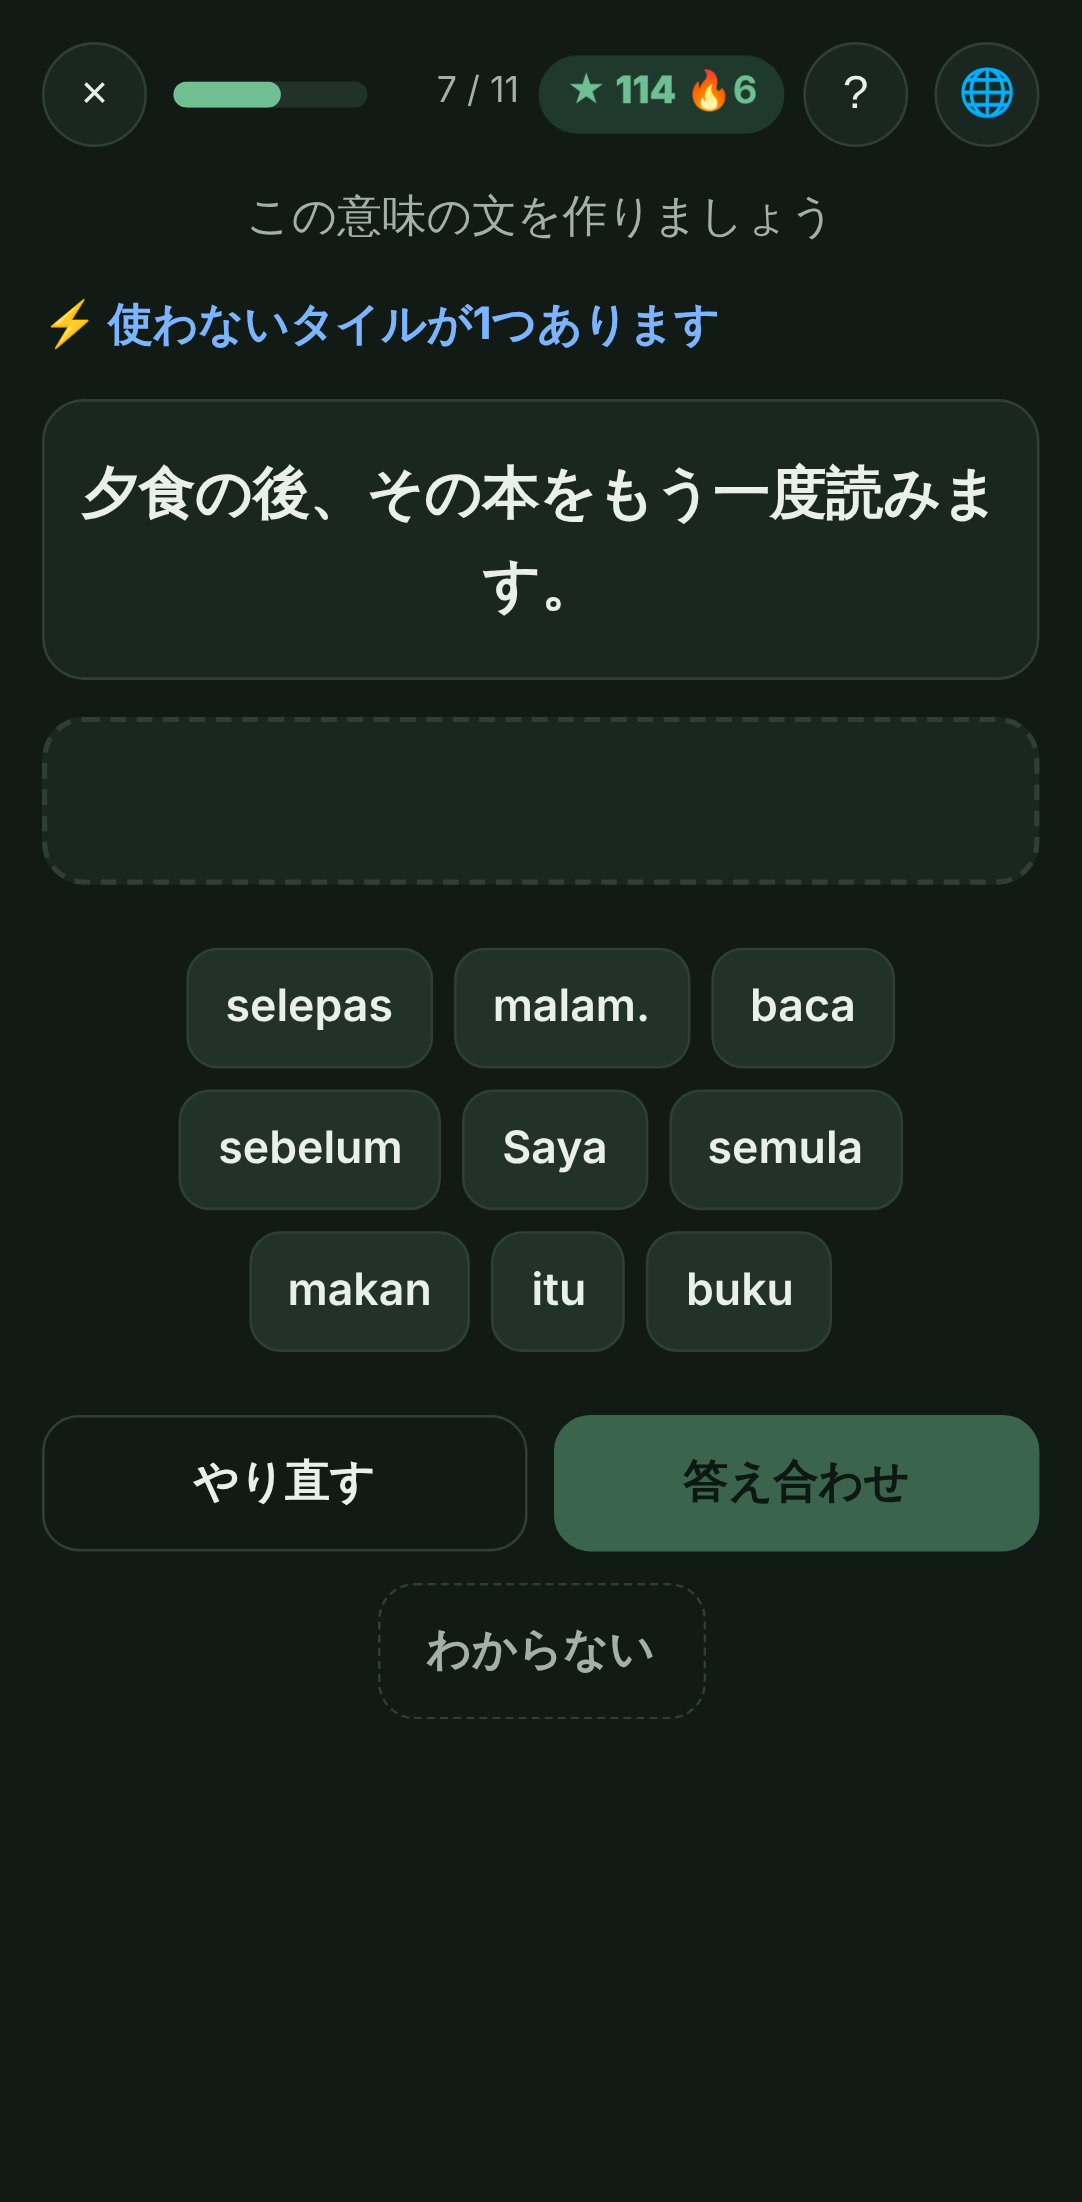 ×
7 / 11
★ 114 🔥6
?
この意味の文を作りましょう
⚡ 使わないタイルが1つあります
夕食の後、その本をもう一度読みま
す。
selepas malam. baca
sebelum Saya semula
makan itu buku
やり直す 答え合わせ
わからない